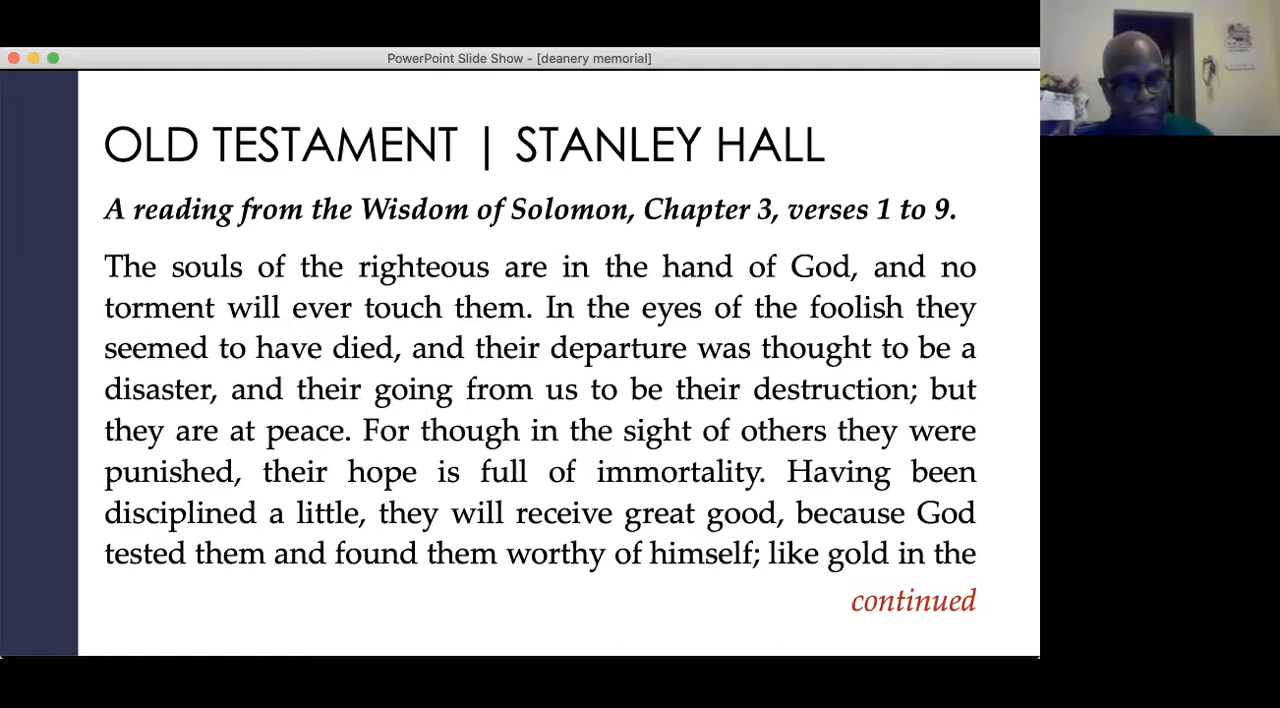 PowerPoint Slide Show - [deanery memorial]
OLD TESTAMENT | STANLEY HALL
A reading from the Wisdom of Solomon, Chapter 3, verses 1 to 9.
The souls of the righteous are in the hand of God, and no
torment will ever touch them. In the eyes of the foolish they
seemed to have died, and their departure was thought to be a
disaster, and their going from us to be their destruction; but
they are at peace. For though in the sight of others they were
punished, their hope is full of immortality. Having been
disciplined a little, they will receive great good, because God
tested them and found them worthy of himself; like gold in the
continued